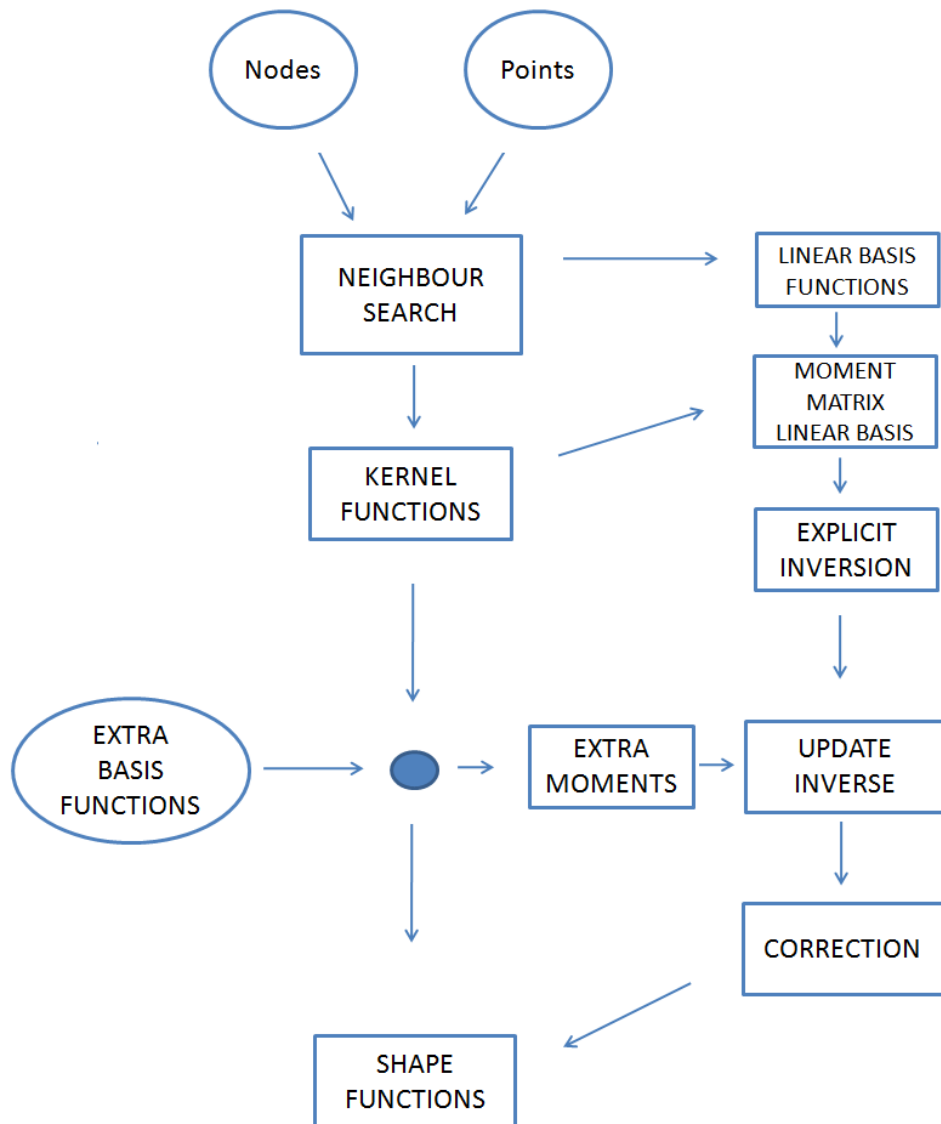 Nodes
Points
NEIGHBOUR
SEARCH
LINEAR BASIS
FUNCTIONS
MOMENT
MATRIX
LINEAR BASIS
KERNEL
FUNCTIONS
EXPLICIT
INVERSION
EXTRA
BASIS
FUNCTIONS
EXTRA
MOMENTS
UPDATE
INVERSE
CORRECTION
SHAPE
FUNCTIONS